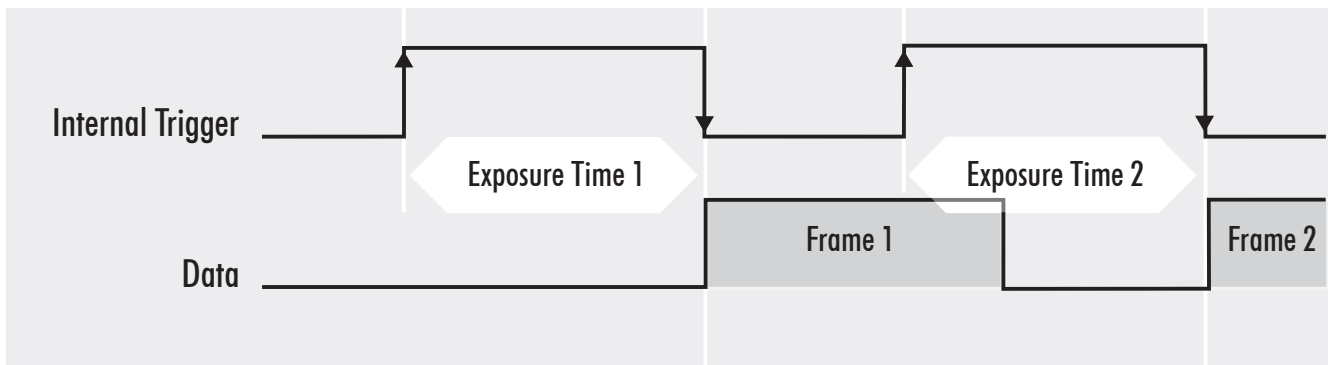 Internal Trigger
Exposure Time 1
Exposure Time 2
Data
Frame 1
Frame 2